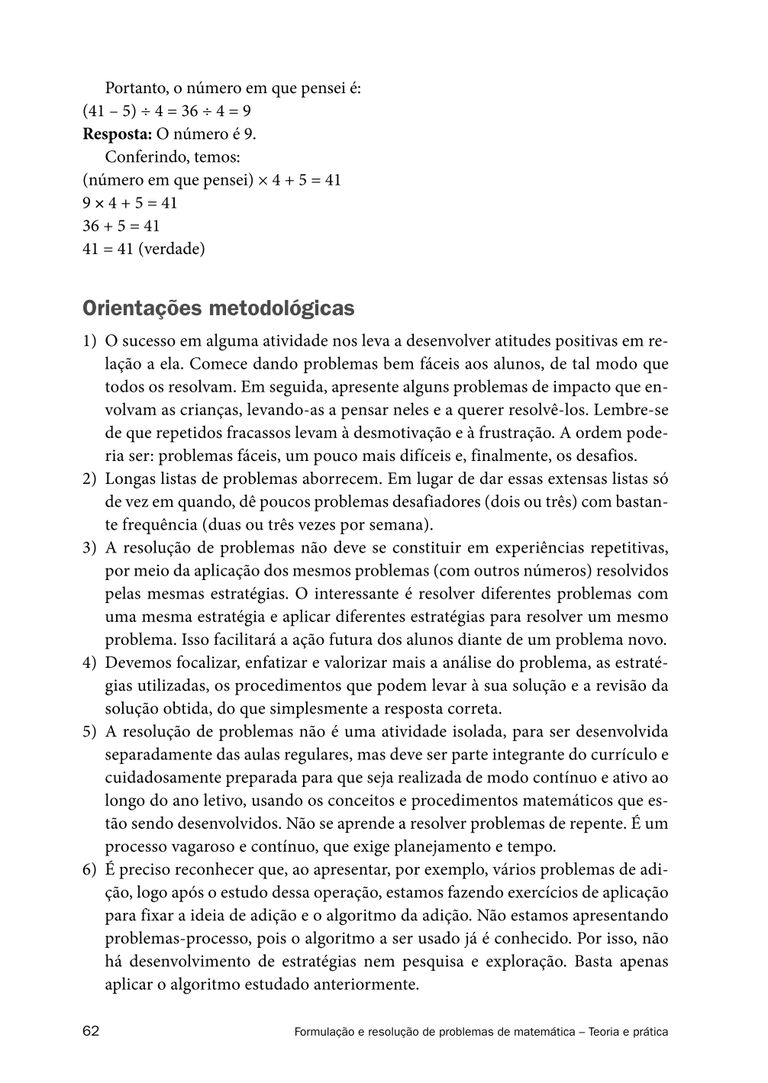 Portanto, o número em que pensei é:
(41 – 5) ÷ 4 = 36 ÷ 4 = 9
Resposta: O número é 9.
Conferindo, temos:
(número em que pensei) × 4 + 5 = 41
9 × 4 + 5 = 41
36 + 5 = 41
41 = 41 (verdade)
Orientações metodológicas
1) O sucesso em alguma atividade nos leva a desenvolver atitudes positivas em re-
lação a ela. Comece dando problemas bem fáceis aos alunos, de tal modo que
todos os resolvam. Em seguida, apresente alguns problemas de impacto que en-
volvam as crianças, levando-as a pensar neles e a querer resolvê-los. Lembre-se
de que repetidos fracassos levam à desmotivação e à frustração. A ordem pode-
ria ser: problemas fáceis, um pouco mais difíceis e, finalmente, os desafios.
2) Longas listas de problemas aborrecem. Em lugar de dar essas extensas listas só
de vez em quando, dê poucos problemas desafiadores (dois ou três) com bastan-
te frequência (duas ou três vezes por semana).
3) A resolução de problemas não deve se constituir em experiências repetitivas,
por meio da aplicação dos mesmos problemas (com outros números) resolvidos
pelas mesmas estratégias. O interessante é resolver diferentes problemas com
uma mesma estratégia e aplicar diferentes estratégias para resolver um mesmo
problema. Isso facilitará a ação futura dos alunos diante de um problema novo.
4) Devemos focalizar, enfatizar e valorizar mais a análise do problema, as estraté-
gias utilizadas, os procedimentos que podem levar à sua solução e a revisão da
solução obtida, do que simplesmente a resposta correta.
5) A resolução de problemas não é uma atividade isolada, para ser desenvolvida
separadamente das aulas regulares, mas deve ser parte integrante do currículo e
cuidadosamente preparada para que seja realizada de modo contínuo e ativo ao
longo do ano letivo, usando os conceitos e procedimentos matemáticos que es-
tão sendo desenvolvidos. Não se aprende a resolver problemas de repente. É um
processo vagaroso e contínuo, que exige planejamento e tempo.
6) É preciso reconhecer que, ao apresentar, por exemplo, vários problemas de adi-
ção, logo após o estudo dessa operação, estamos fazendo exercícios de aplicação
para fixar a ideia de adição e o algoritmo da adição. Não estamos apresentando
problemas-processo, pois o algoritmo a ser usado já é conhecido. Por isso, não
há desenvolvimento de estratégias nem pesquisa e exploração. Basta apenas
aplicar o algoritmo estudado anteriormente.
62 Formulação e resolução de problemas de matemática – Teoria e prática